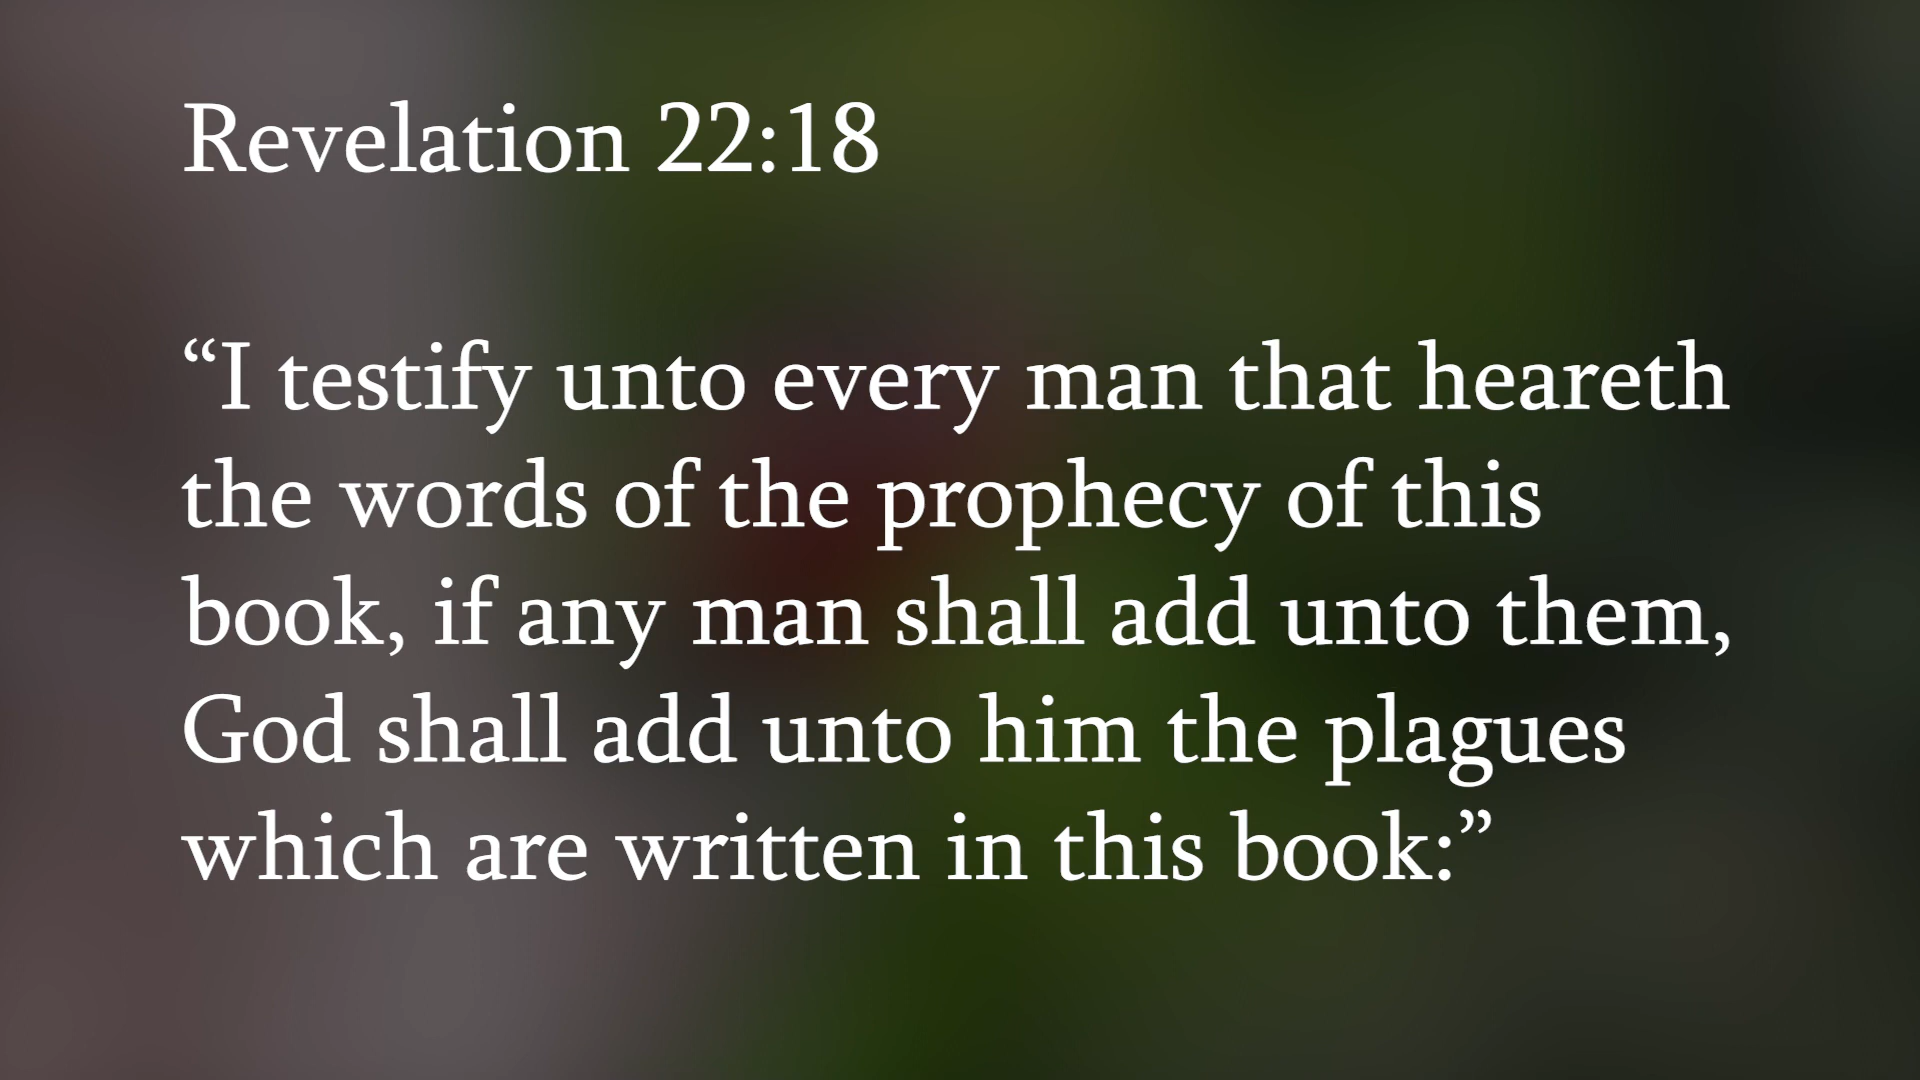 Revelation 22:18
“I testify unto every man that heareth
the words of the prophecy of this
book, if any man shall add unto them,
God shall add unto him the plagues
which are written in this book:”